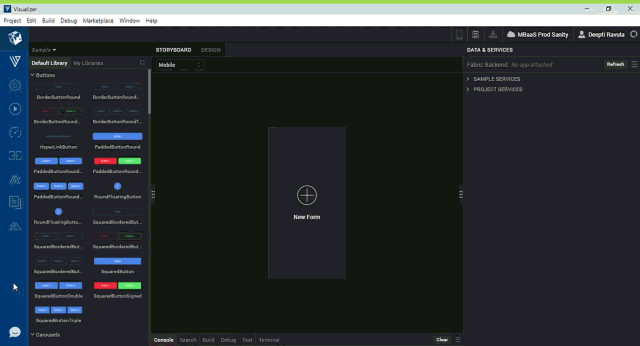 Visualizer
Project Edit Build Debug Marketplace Window Help
MBaaS Prod Sanity Deepti Ravula
Sample
STORYBOARD DESIGN
DATA & SERVICES
Default Library My Libraries
Mobile
Fabric Backend: No app attached Refresh
Buttons
SAMPLE SERVICES
PROJECT SERVICES
BorderButtonRound BorderButtonRound...
BorderButtonRound... BorderButtonRoundT...
HyperLinkButton PaddedButtonRound
PaddedButtonRound... PaddedButtonRound...
PaddedButtonRound... RoundFloatingButton
RoundFloatingButto... SquaredBorderedBut...
New Form
SquaredBorderedBut... SquaredBorderedBut...
SquaredBorderedBut... SquaredButton
SquaredButtonDouble SquaredButtonSigned
SquaredButtonTriple
Carousels
Console Search Build Debug Test Terminal Clear